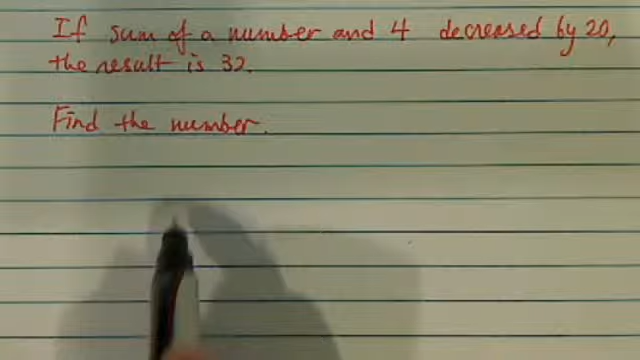 If sum of a number and 4 decreased by 20,
the result is 32.
Find the number.